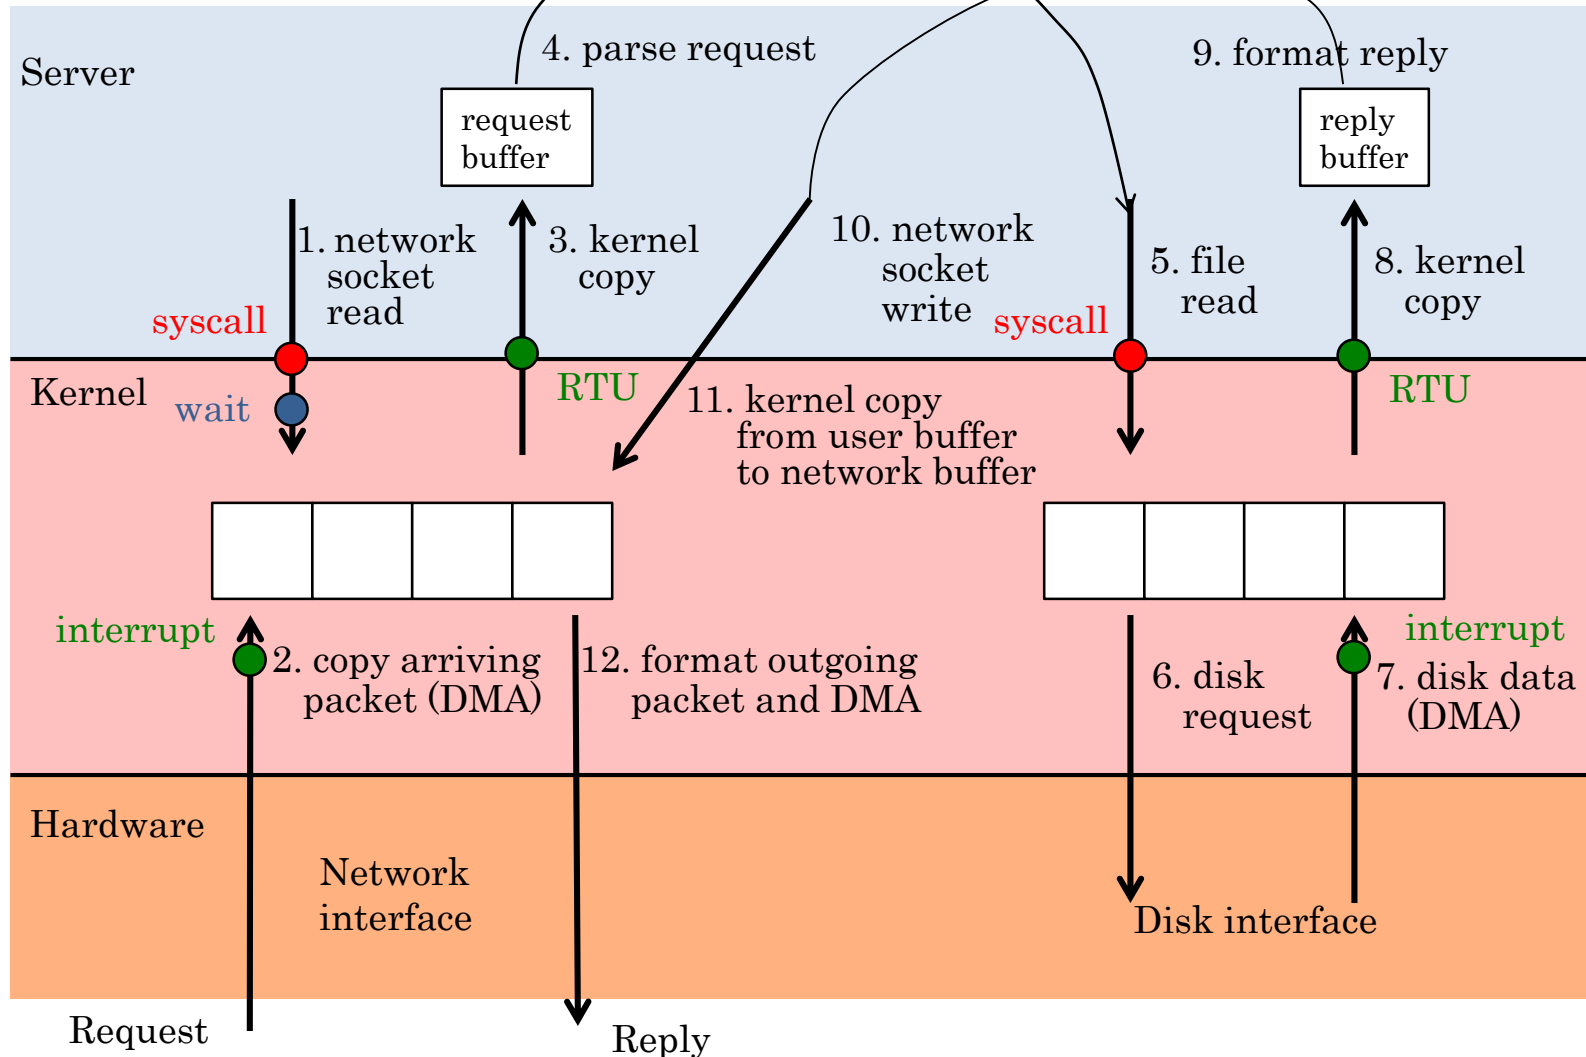 Server
4. parse request
9. format reply
request
buffer
reply
buffer
1. network
socket
read
3. kernel
copy
10. network
socket
write
5. file
read
8. kernel
copy
syscall
syscall
Kernel
wait
RTU
11. kernel copy
from user buffer
to network buffer
RTU
interrupt
2. copy arriving
packet (DMA)
12. format outgoing
packet and DMA
6. disk
request
interrupt
7. disk data
(DMA)
Hardware
Network
interface
Disk interface
Request
Reply